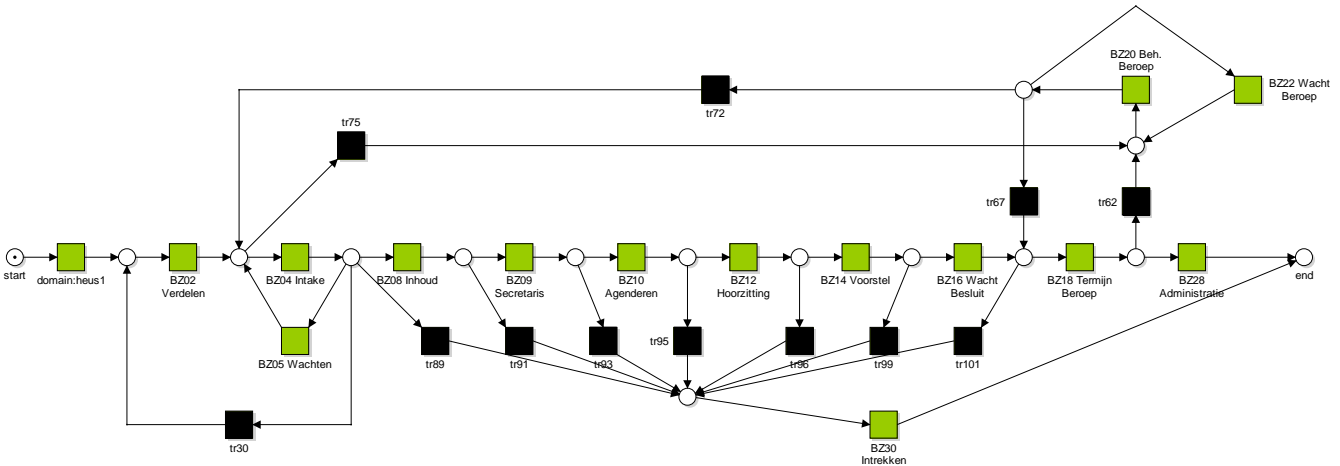 BZ20 Beh.
Beroep
BZ22 Wacht
Beroep
tr72
tr75
tr67
tr62
start
domain:heus1
BZ02
Verdelen
BZ04 Intake
BZ08 Inhoud
BZ09
Secretaris
BZ10
Agenderen
BZ12
Hoorzitting
BZ14 Voorstel
BZ16 Wacht
Besluit
BZ18 Termijn
Beroep
BZ28
Administratie
end
BZ05 Wachten
tr89
tr91
tr93
tr95
tr96
tr99
tr101
tr30
BZ30
Intrekken